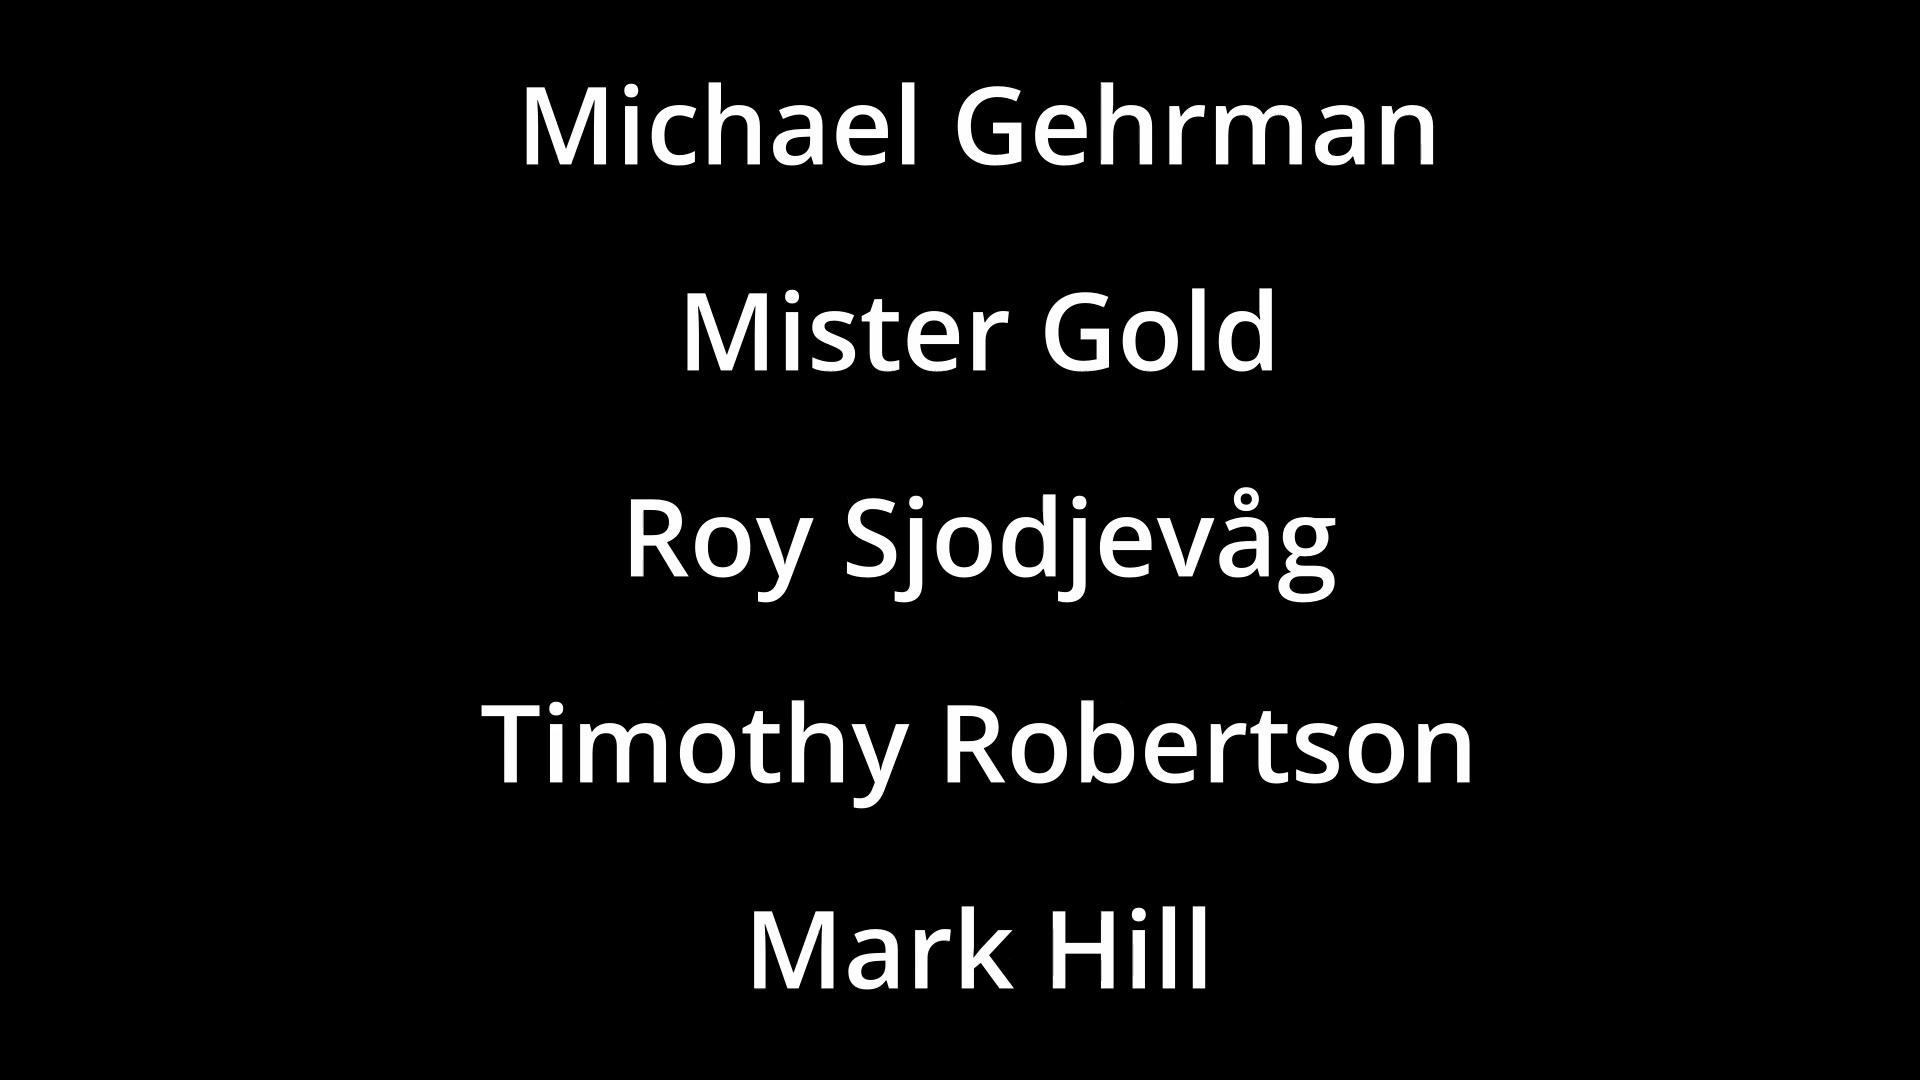 Michael Gehrman
Mister Gold
Roy Sjodjevåg
Timothy Robertson
Mark Hill